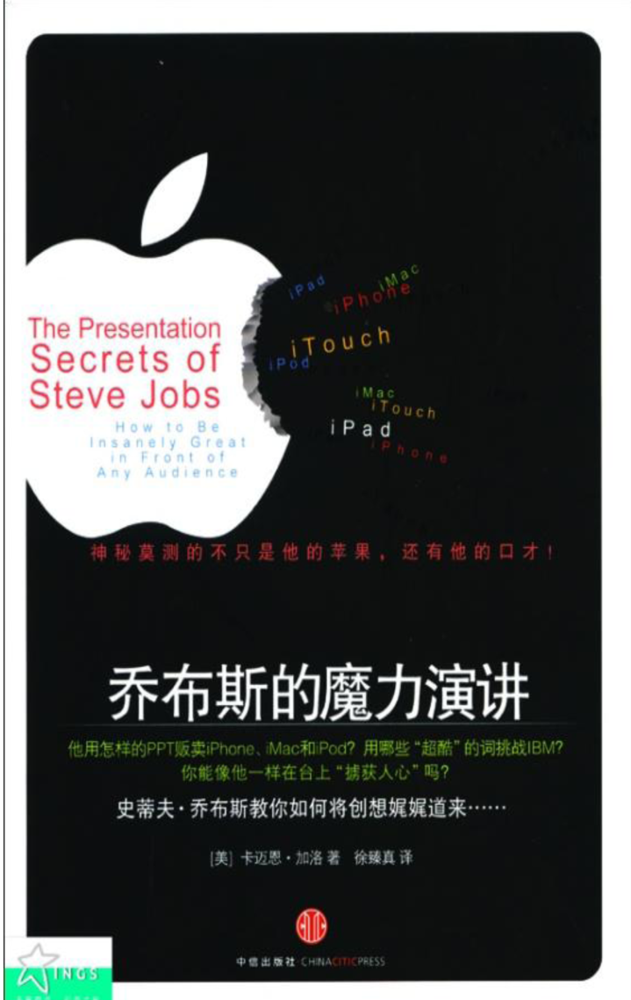 iPad
iMac
iPhone
The Presentation
Secrets of
Steve Jobs
iTouch
iPod
iMac
iTouch
iPad
iPhone
How to Be
Insanely Great
in Front of
Any Audience
神秘莫测的不只是他的苹果，还有他的口才！
乔布斯的魔力演讲
他用怎样的PPT贩卖iPhone、iMac和iPod？用哪些“超酷”的词挑战IBM？
你能像他一样在台上“掳获人心”吗？
史蒂夫·乔布斯教你如何将创想娓娓道来……
[美] 卡迈恩·加洛 著 徐臻真 译
中信出版社·CHINACITICPRESS
INGS